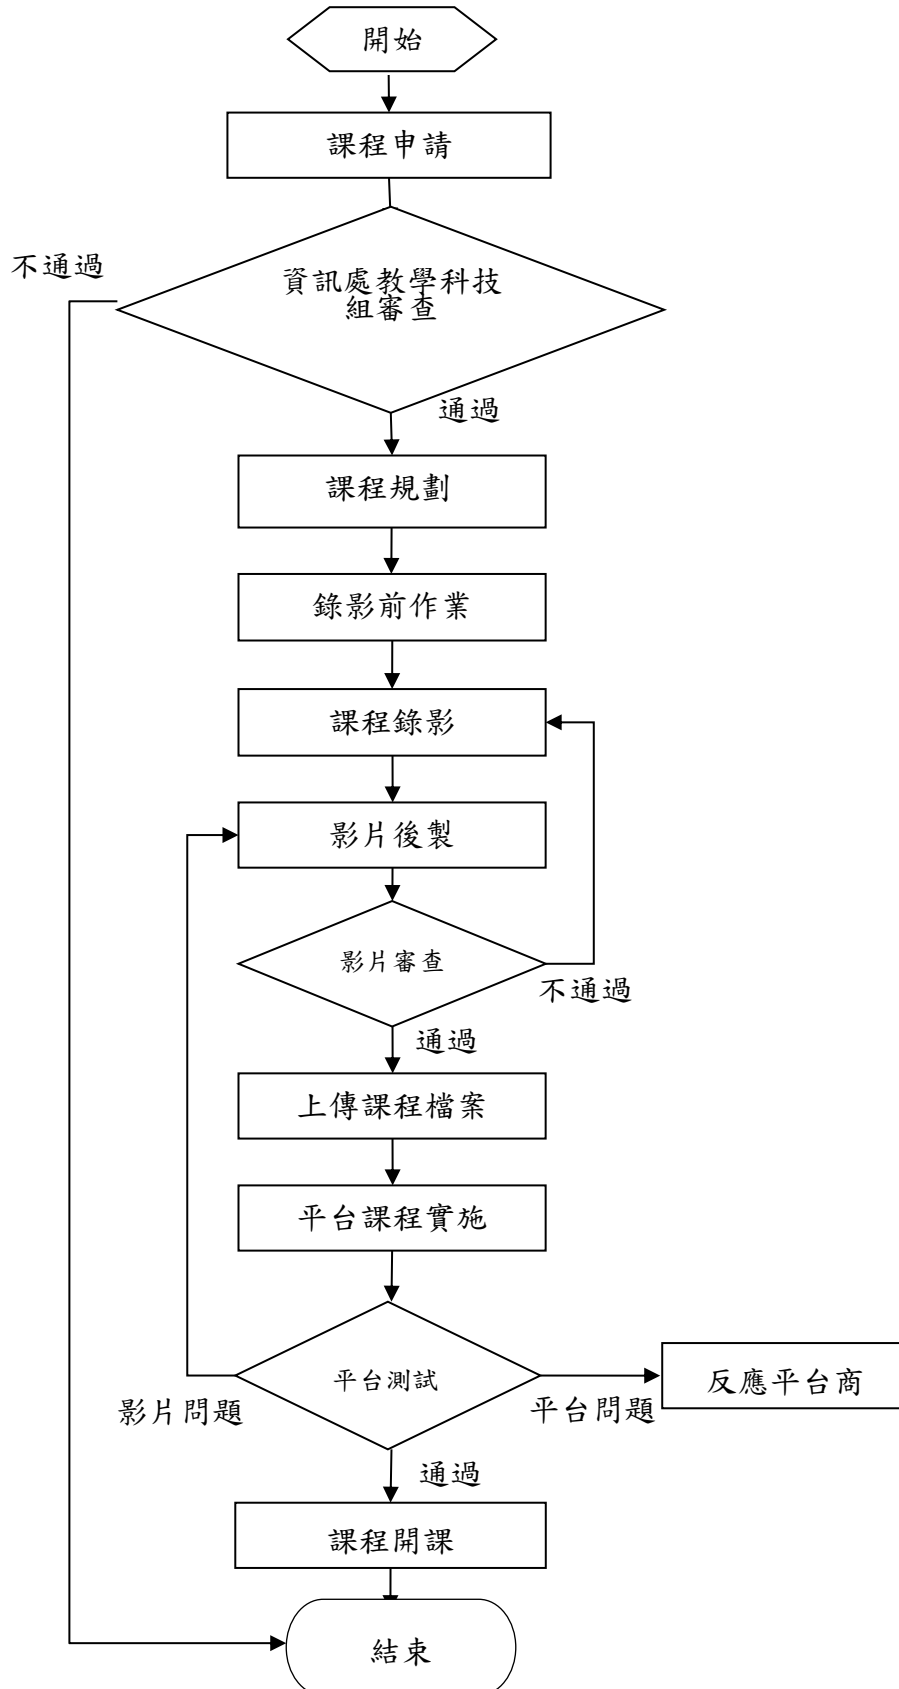 開始
課程申請
不通過
資訊處教學科技
組審查
通過
課程規劃
錄影前作業
課程錄影
影片後製
影片審查
不通過
通過
上傳課程檔案
平台課程實施
平台測試
反應平台商
影片問題
平台問題
通過
課程開課
結束